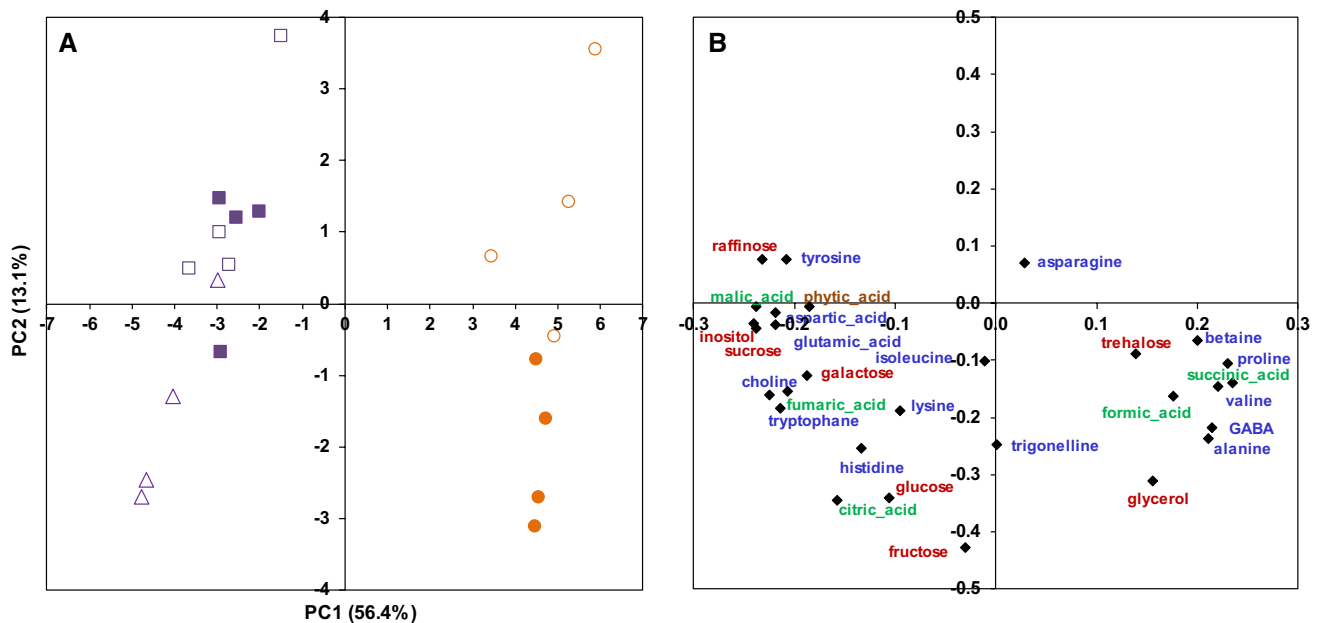 A
4
3
2
1
0
-1
-2
-3
-4
-7 -6 -5 -4 -3 -2 -1 0 1 2 3 4 5 6 7
PC2 (13.1%)
PC1 (56.4%)
B
0.5
0.4
0.3
0.2
0.1
0.0
-0.1
-0.2
-0.3
-0.4
-0.5
-0.3 -0.2 -0.1 0.0 0.1 0.2 0.3
raffinose
tyrosine
asparagine
malic_acid
phytic_acid
aspartic_acid
inositol
sucrose
glutamic_acid
isoleucine
trehalose
betaine
proline
galactose
succinic_acid
choline
fumaric_acid
lysine
formic_acid
valine
tryptophane
GABA
trigonelline
alanine
histidine
glucose
glycerol
citric_acid
fructose